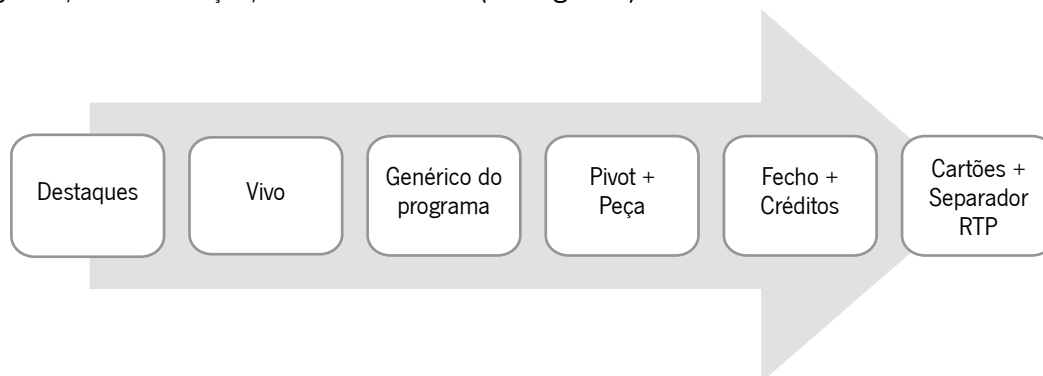 Destaques
Vivo
Genérico do
programa
Pivot +
Peça
Fecho +
Créditos
Cartões +
Separador
RTP